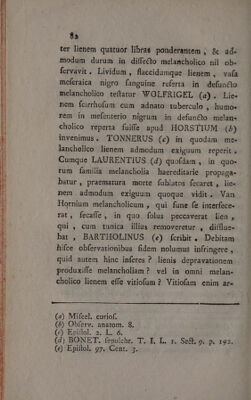 82
ter lienem quatuor libras ponderantem , & ad-
modum durum in dissecto melancholico nil ob-
servavit . Lividum , flaccidumque lienem , vasa
meseraica nigro sanguine referta in defuncto
melancholico testatur WOLFRIGEL (a) . Lie-
nem scirrhosum cum adnato tuberculo , humo-
rem in mesenterio nigrum in defuncto melan-
cholico reperta fuisse apud HORSTIUM (b)
invenimus . TONNERUS (c) in quodam me-
lancholico lienem admodum exiguum reperit .
Cumque LAURENTIUS (d) quosdam , in quo-
rum familia melancholia haereditarie propaga-
batur , praematura morte sublatos secaret , lie-
nem admodum exiguum quoque vidit . Van
Hornium melancholicum , qui fune se interfece-
rat , secasse , in quo solus peccaverat lien ,
qui , cum tunica illius removeretur , difflue-
bat , BARTHOLINUS (e) scribit . Debitam
hisce observationibus fidem nolumus infringere ,
quid autem hinc inferes ? lienis depravationem
produxisse melancholiam ? vel in omni melan-
cholico lienem esse vitiosum ? Vitiosam enim ar-
(a) Miscel. curios.
(b) Observ. anatom. 8.
(c) Epistol. 2. L. 6.
(d) BONET. sepulchr. T. I. L. 1. Sect. 9. p. 192.
(e) Epistol. 97. Cent. 3.